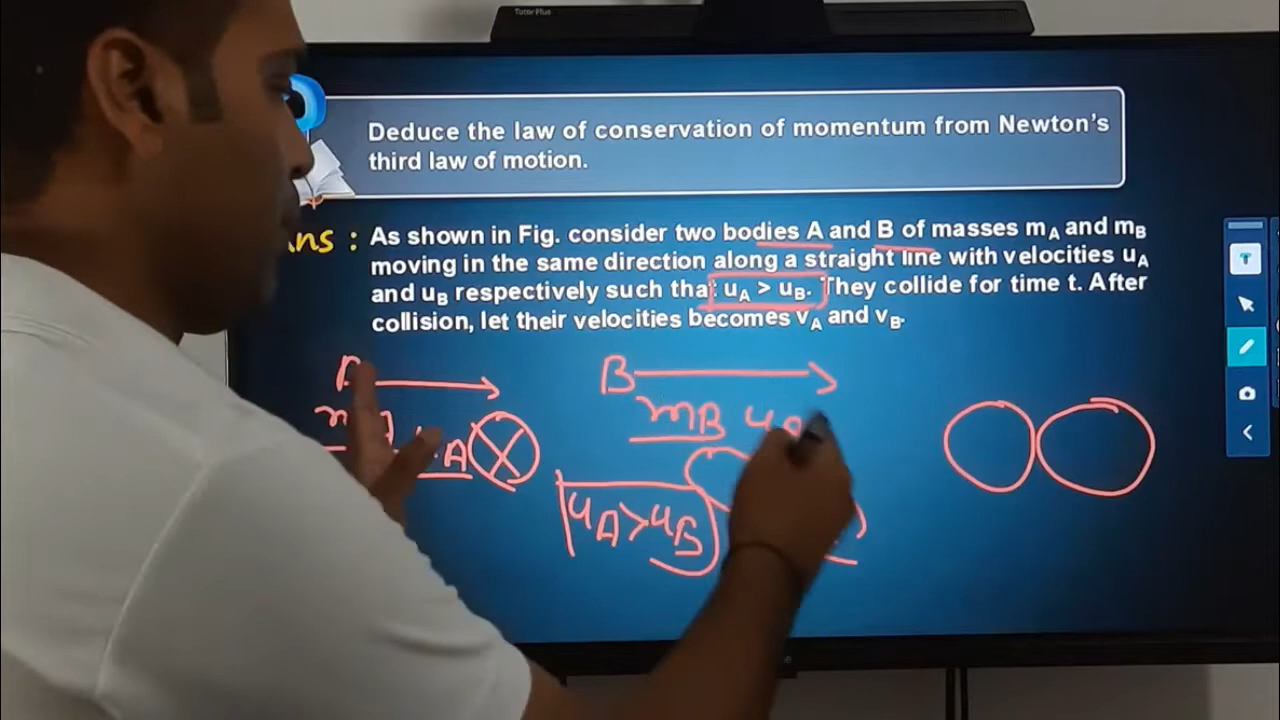 Tutor Plus
Deduce the law of conservation of momentum from Newton's
third law of motion.
Ans : As shown in Fig. consider two bodies A and B of masses mA and mB
moving in the same direction along a straight line with velocities uA
and uB respectively such that uA > uB. They collide for time t. After
collision, let their velocities becomes vA and vB.
B
mB
uA>uB
T